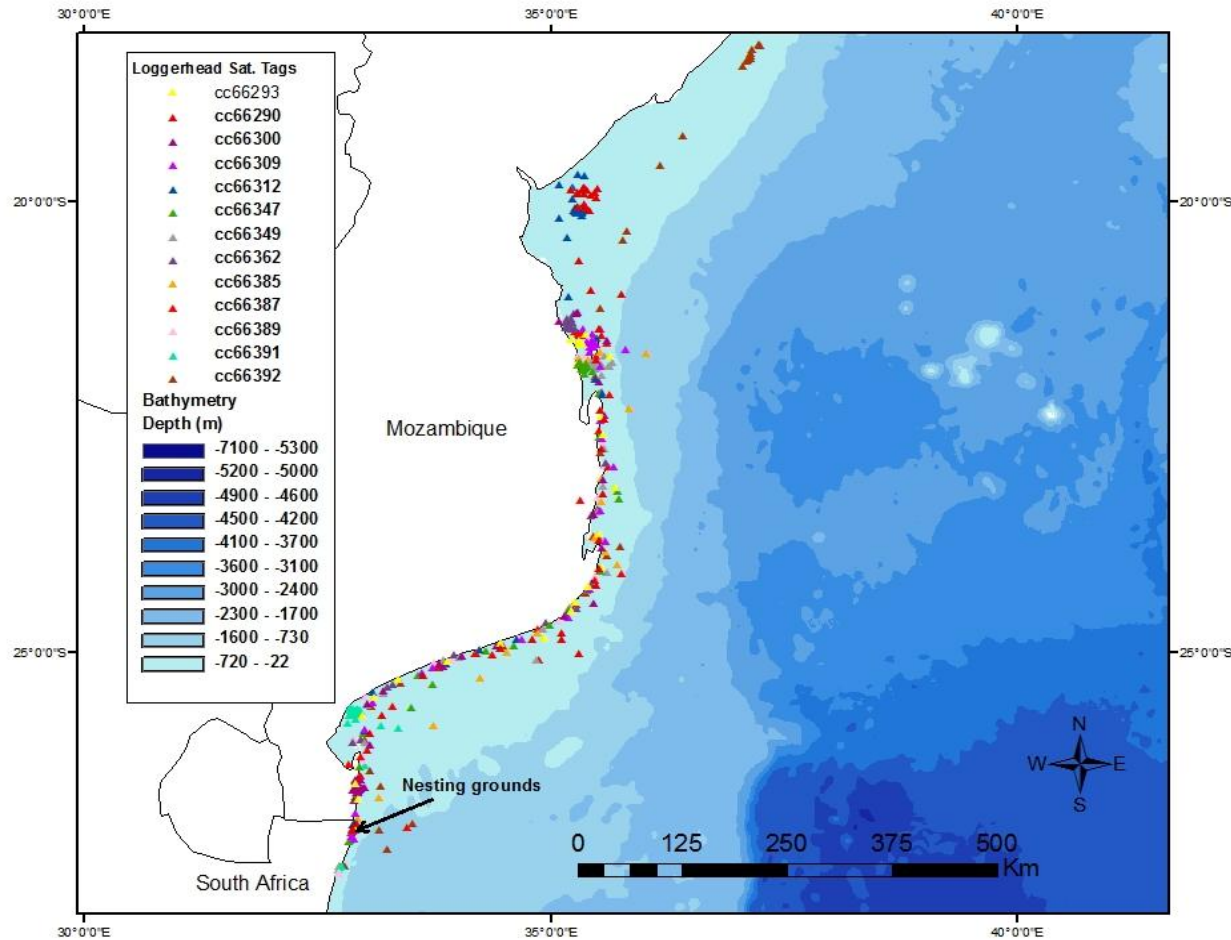 30°0'0"E 35°0'0"E 40°0'0"E
Loggerhead Sat. Tags
cc66293
cc66290
cc66300
cc66309
cc66312
cc66347
cc66349
cc66362
cc66385
cc66387
cc66389
cc66391
cc66392
Bathymetry
Depth (m)
-7100 - -5300
-5200 - -5000
-4900 - -4600
-4500 - -4200
-4100 - -3700
-3600 - -3100
-3000 - -2400
-2300 - -1700
-1600 - -730
-720 - -22
20°0'0"S 20°0'0"S
Mozambique
25°0'0"S 25°0'0"S
N
W E
S
Nesting grounds
0 125 250 375 500
Km
South Africa
30°0'0"E 35°0'0"E 40°0'0"E